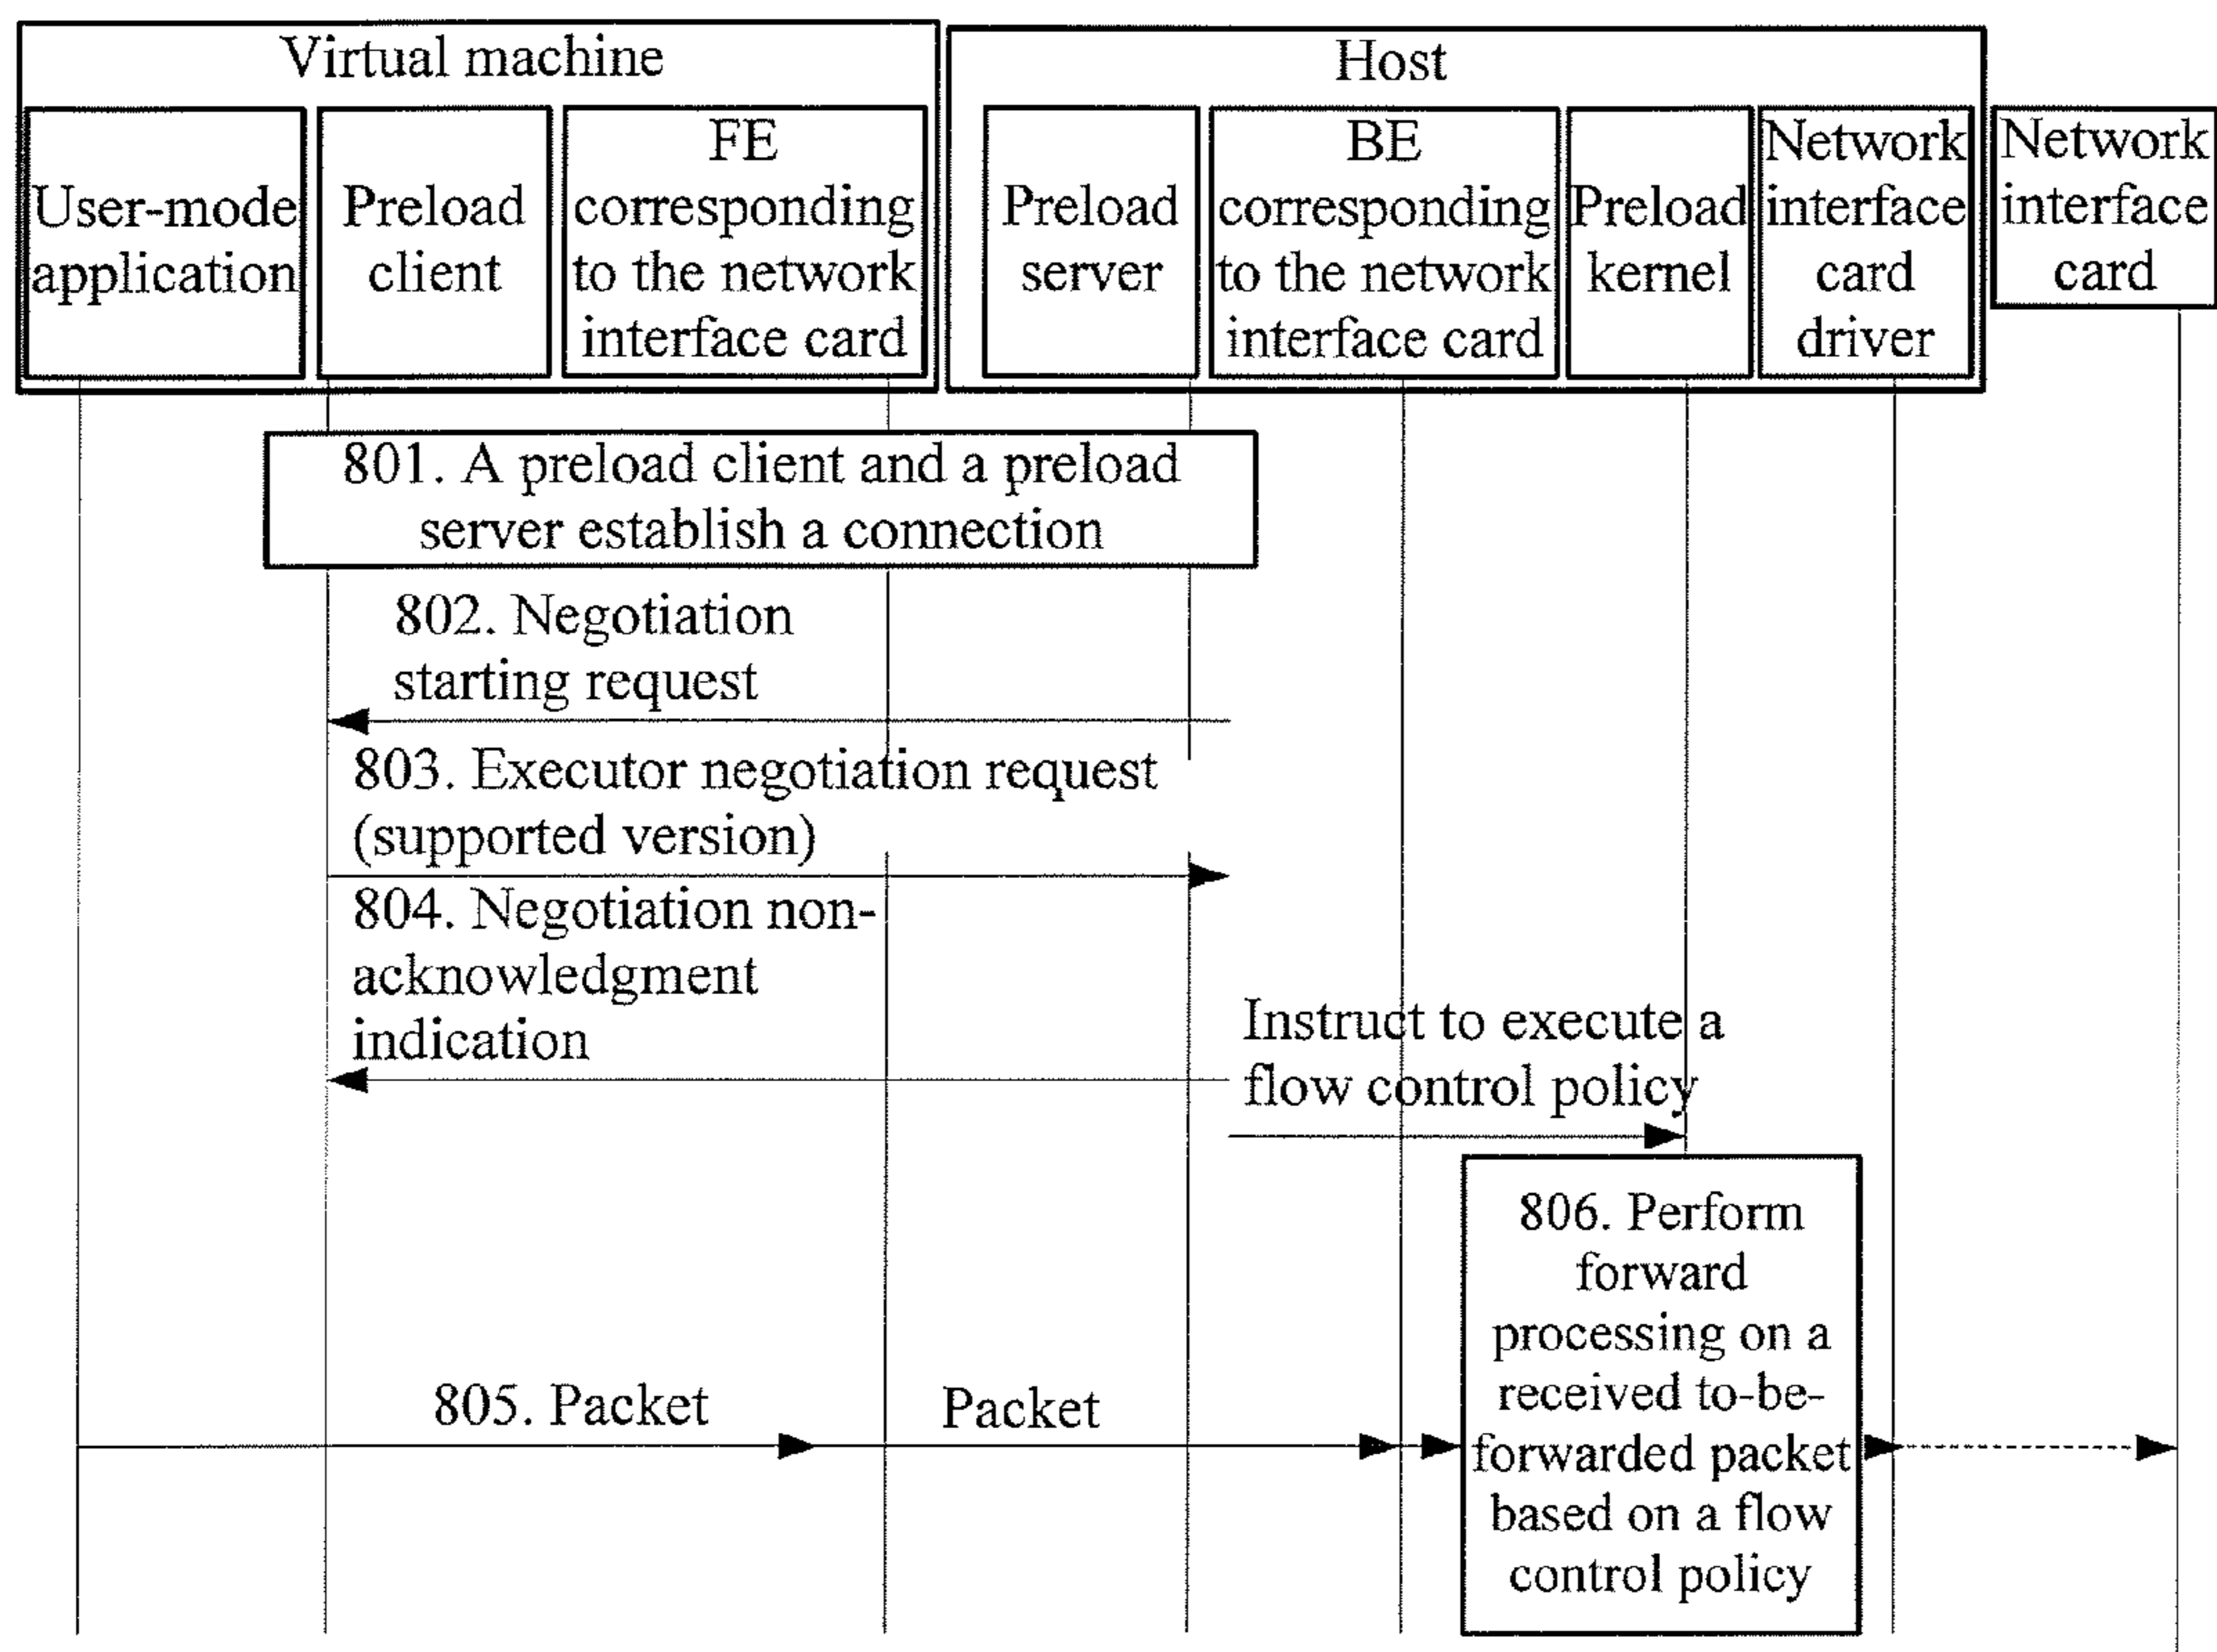 Virtual machine
Host
User-mode
application
Preload
client
FE
corresponding
to the network
interface card
Preload
server
BE
corresponding
to the network
interface card
Preload
kernel
Network
interface
card
driver
Network
interface
card
801. A preload client and a preload
server establish a connection
802. Negotiation
starting request
803. Executor negotiation request
(supported version)
804. Negotiation non-
acknowledgment
indication
Instruct to execute a
flow control policy
805. Packet
Packet
806. Perform
forward
processing on a
received to-be-
forwarded packet
based on a flow
control policy